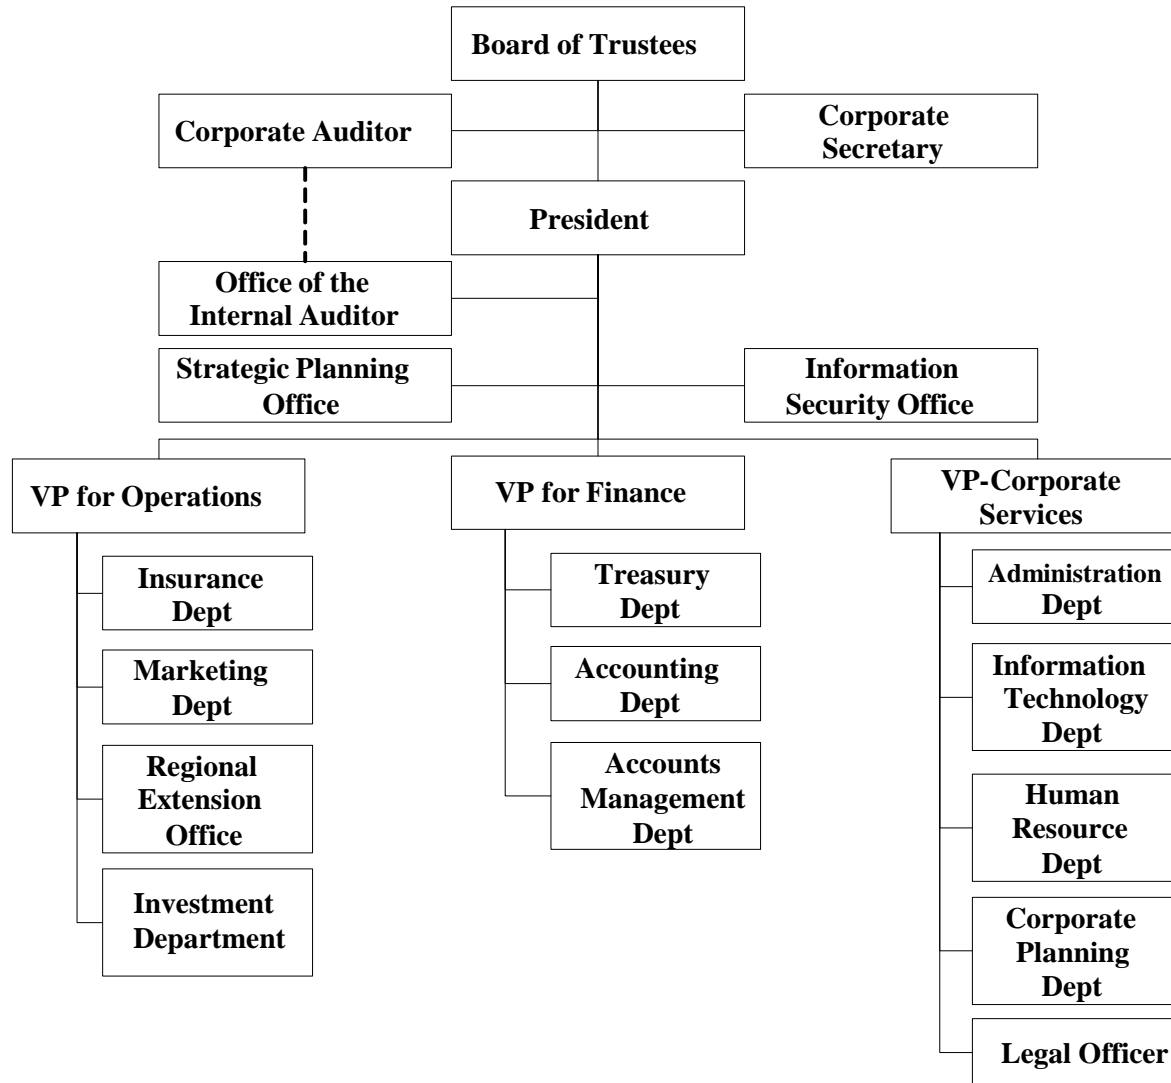 Board of Trustees
Corporate Auditor
Corporate
Secretary
President
Office of the
Internal Auditor
Strategic Planning
Office
Information
Security Office
VP for Operations
VP for Finance
VP-Corporate
Services
Insurance
Dept
Marketing
Dept
Regional
Extension
Office
Investment
Department
Treasury
Dept
Accounting
Dept
Accounts
Management
Dept
Administration
Dept
Information
Technology
Dept
Human
Resource
Dept
Corporate
Planning
Dept
Legal Officer